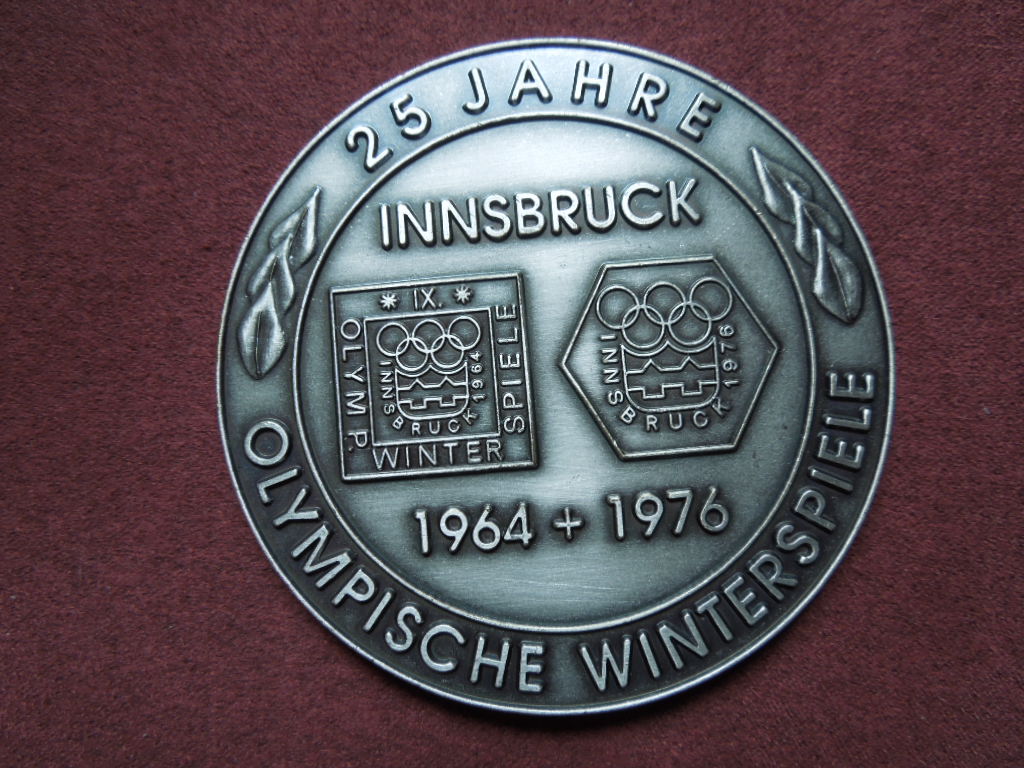 25 JAHRE
INNSBRUCK
* IX. *
OLYMP.
WINTER
SPIELE
INNSBRUCK 1964
INNSBRUCK 1976
1964 + 1976
OLYMPISCHE WINTERSPIELE